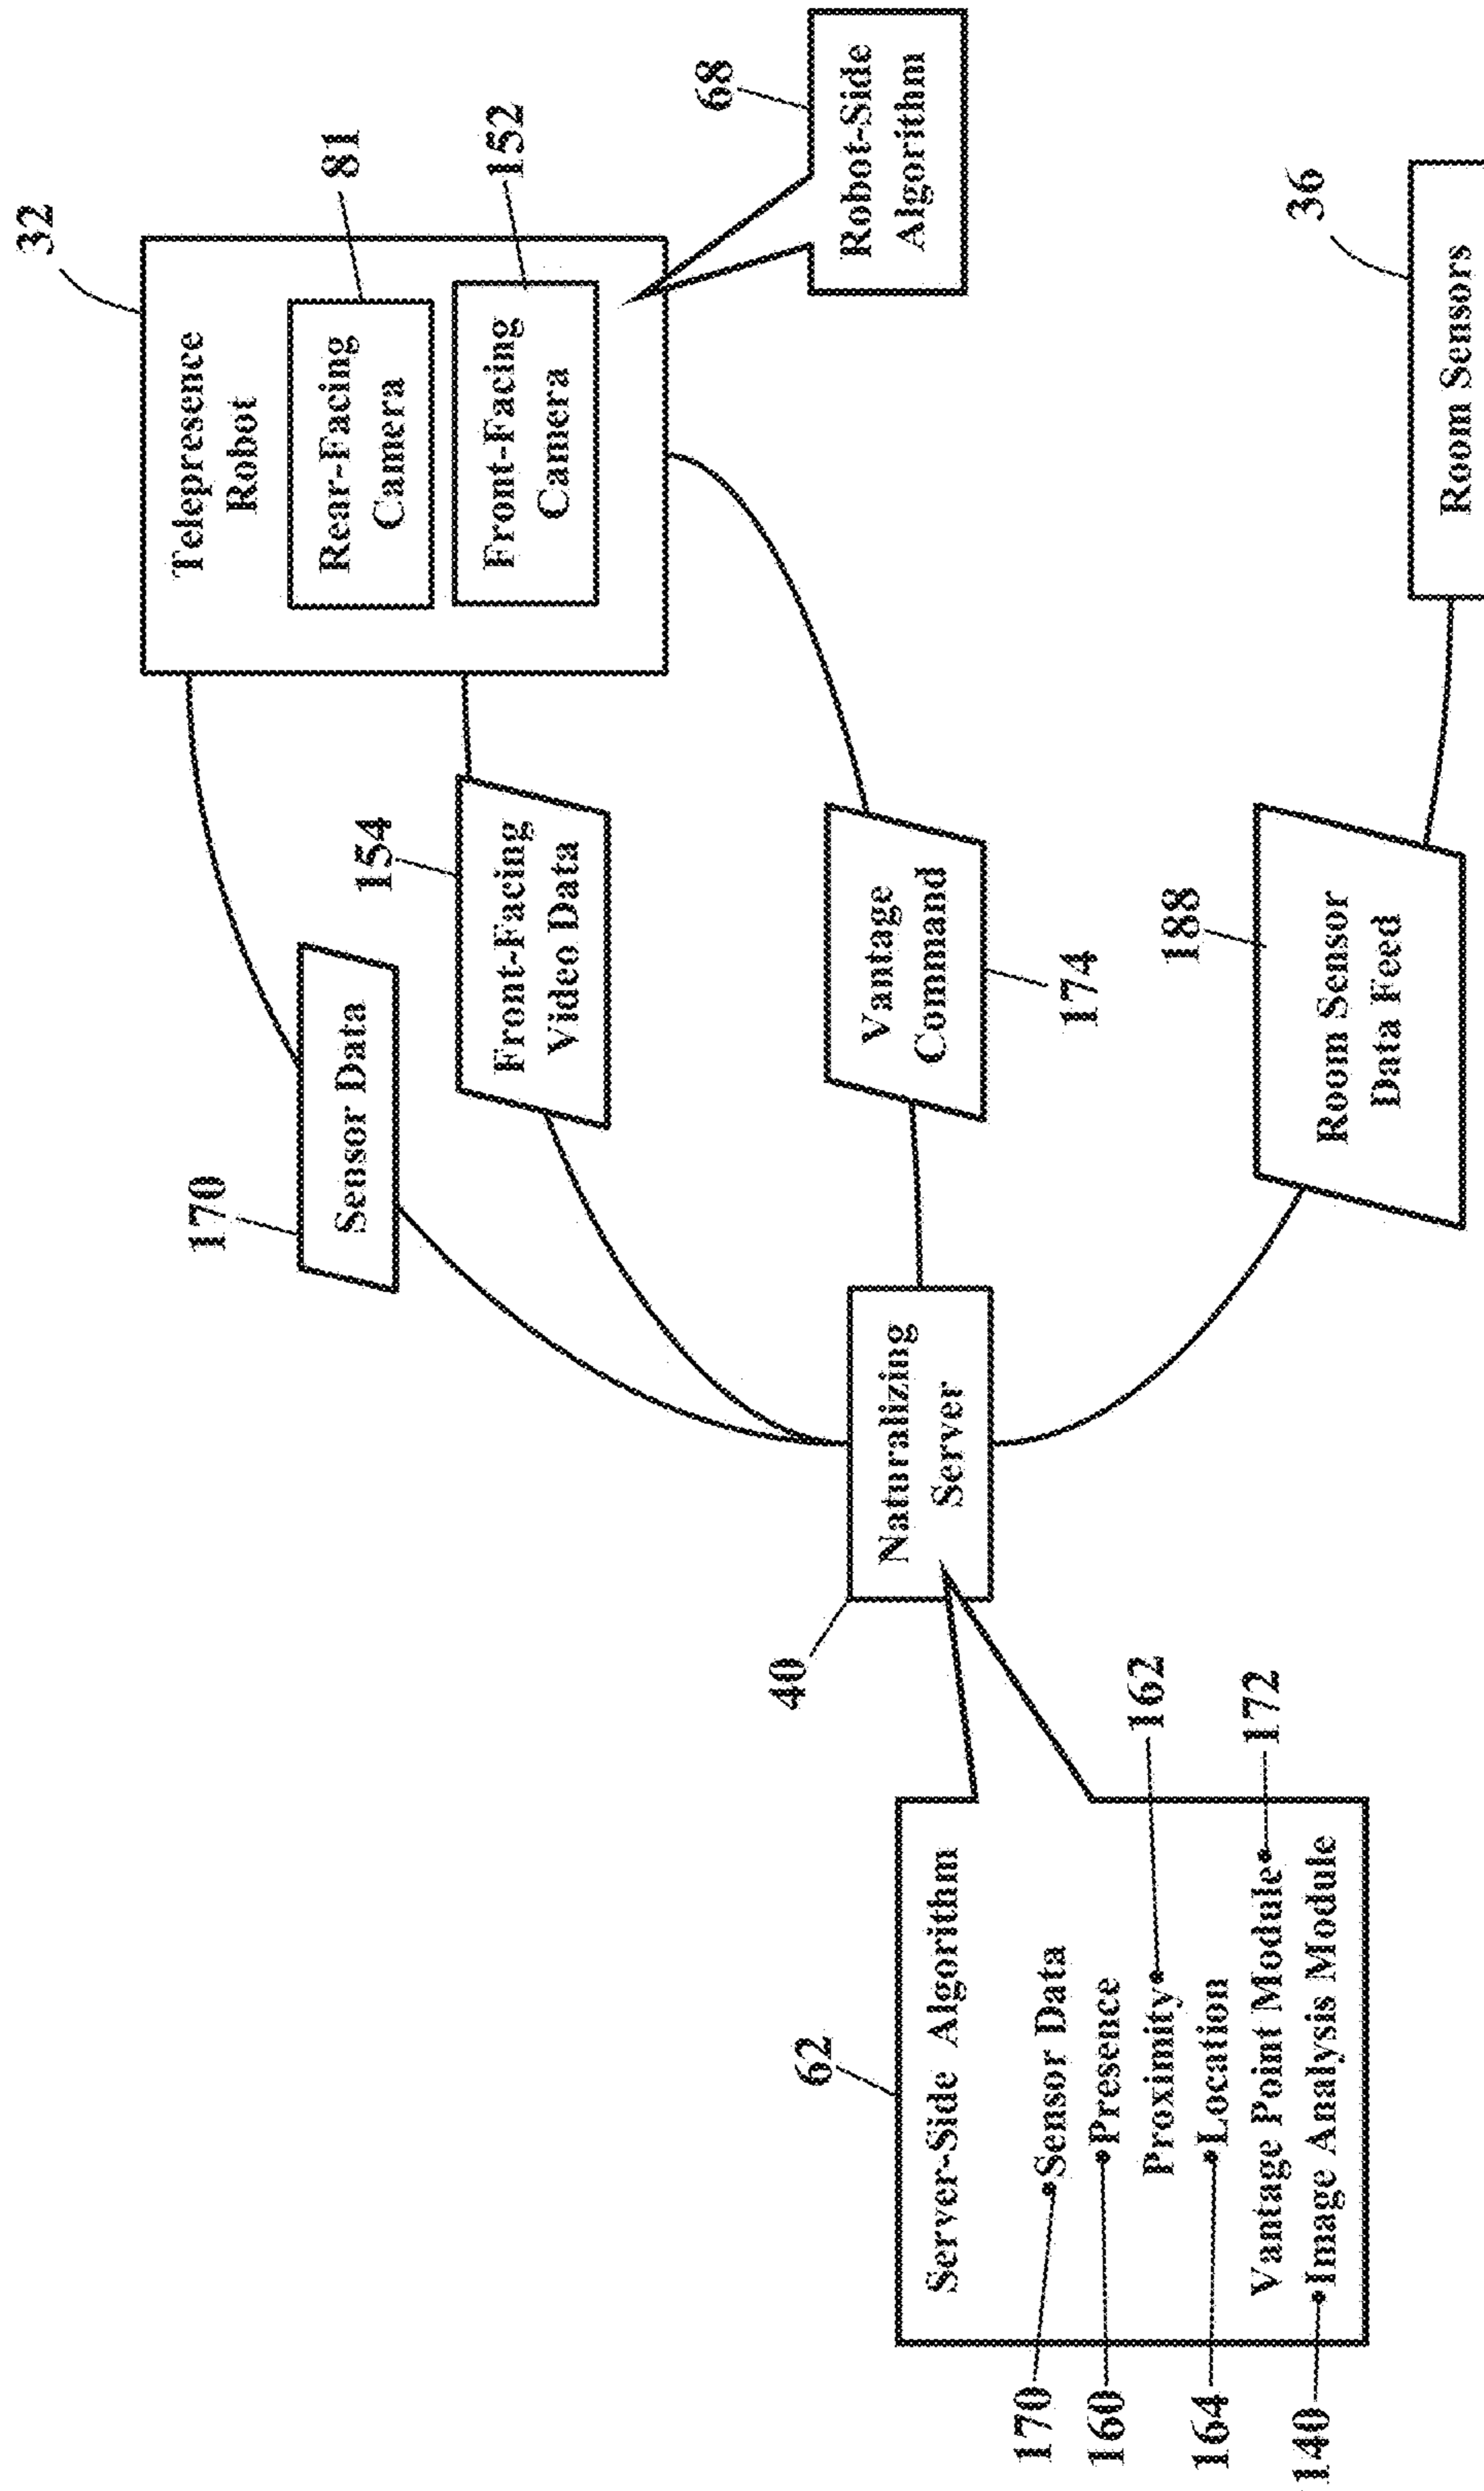 32
Telepresence
Robot
Rear-Facing
Camera
81
Front-Facing
Camera
152
68
Robot-Side
Algorithm
170
Sensor Data
154
Front-Facing
Video Data
Vantage
Command
174
188
Room Sensor
Data Feed
36
Room Sensors
40
Naturalizing
Server
62
Server-Side Algorithm
170 Sensor Data
160 Presence
Proximity 162
164 Location
Vantage Point Module 172
140 Image Analysis Module